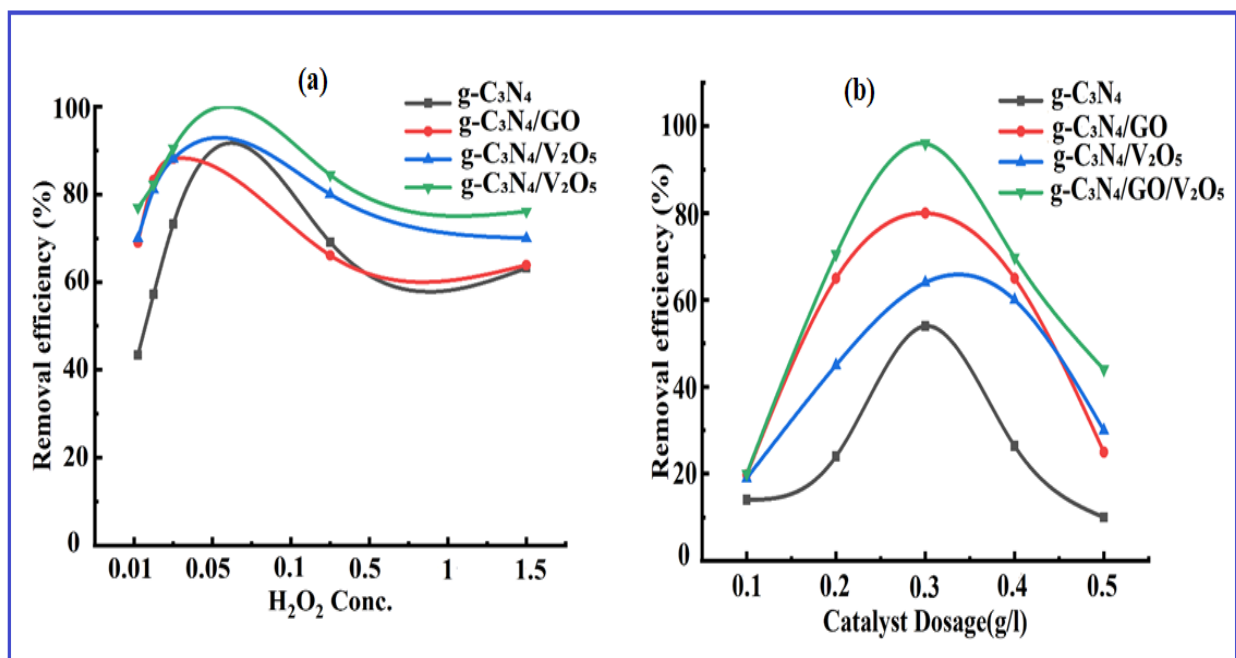 (a)
g-C₃N₄
g-C₃N₄/GO
g-C₃N₄/V₂O₅
g-C₃N₄/V₂O₅
Removal efficiency (%)
100
80
60
40
20
0
0.01 0.05 0.1 0.5 1 1.5
H₂O₂ Conc.
(b)
g-C₃N₄
g-C₃N₄/GO
g-C₃N₄/V₂O₅
g-C₃N₄/GO/V₂O₅
Removal efficiency (%)
100
80
60
40
20
0
0.1 0.2 0.3 0.4 0.5
Catalyst Dosage(g/l)